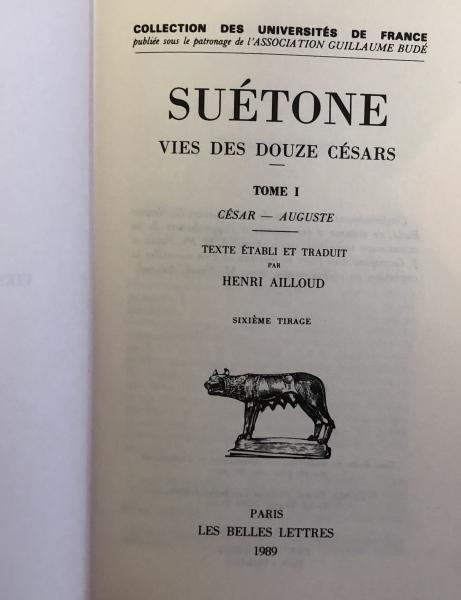 COLLECTION DES UNIVERSITÉS DE FRANCE
publiée sous le patronage de l'ASSOCIATION GUILLAUME BUDÉ
SUÉTONE
VIES DES DOUZE CÉSARS
TOME I
CÉSAR — AUGUSTE
TEXTE ÉTABLI ET TRADUIT
PAR
HENRI AILLOUD
SIXIÈME TIRAGE
PARIS
LES BELLES LETTRES
1989